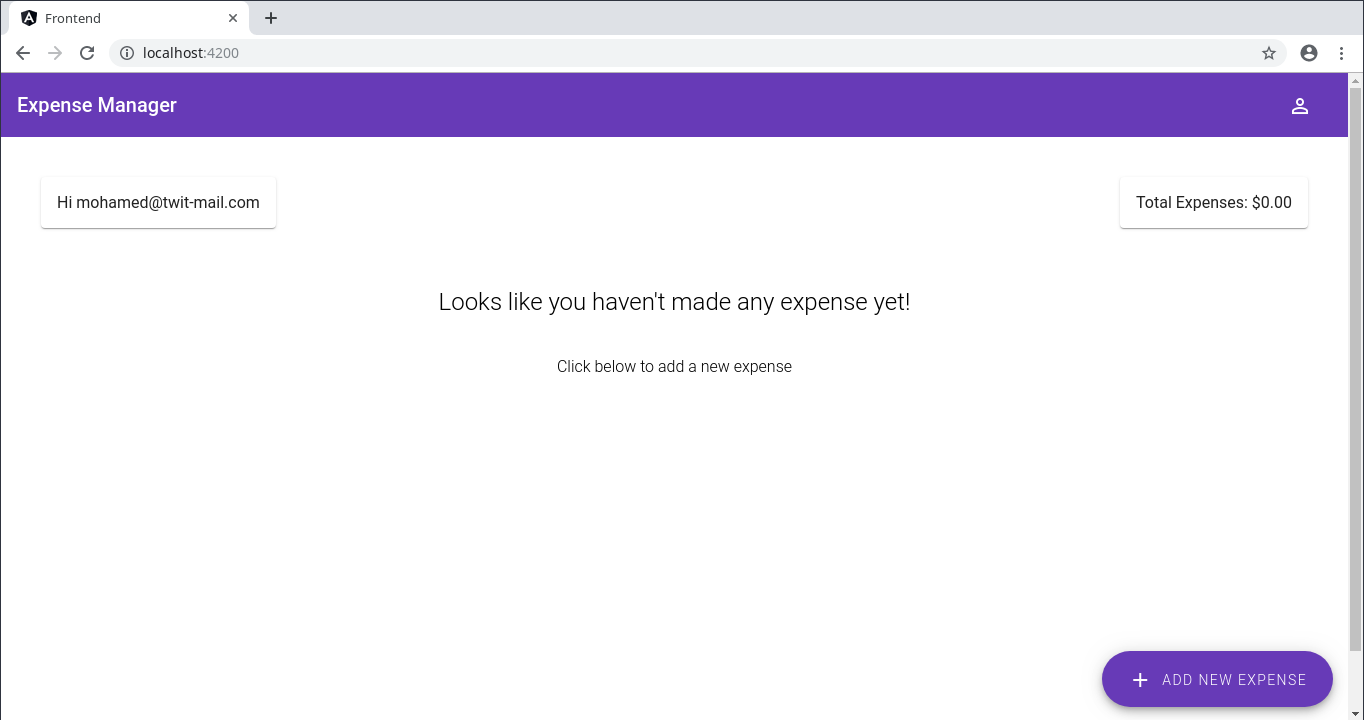 Frontend
localhost:4200
Expense Manager
Hi mohamed@twit-mail.com
Total Expenses: $0.00
Looks like you haven't made any expense yet!
Click below to add a new expense
ADD NEW EXPENSE